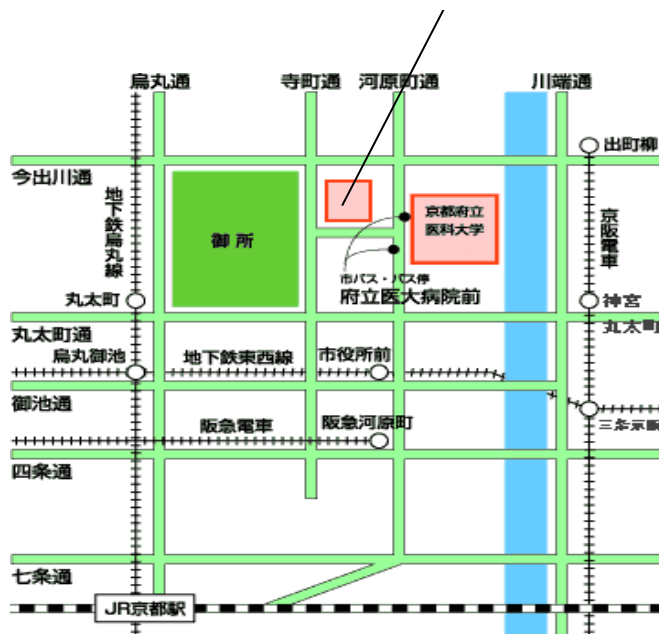 烏丸通
寺町通
河原町通
川端通
出町柳
今出川通
地下鉄烏丸線
御所
京都府立
医科大学
京阪電車
市バス・バス停
府立医大病院前
丸太町
神宮
丸太町
丸太町通
烏丸御池
地下鉄東西線
市役所前
御池通
阪急電車
阪急河原町
三条京阪
四条通
七条通
JR京都駅